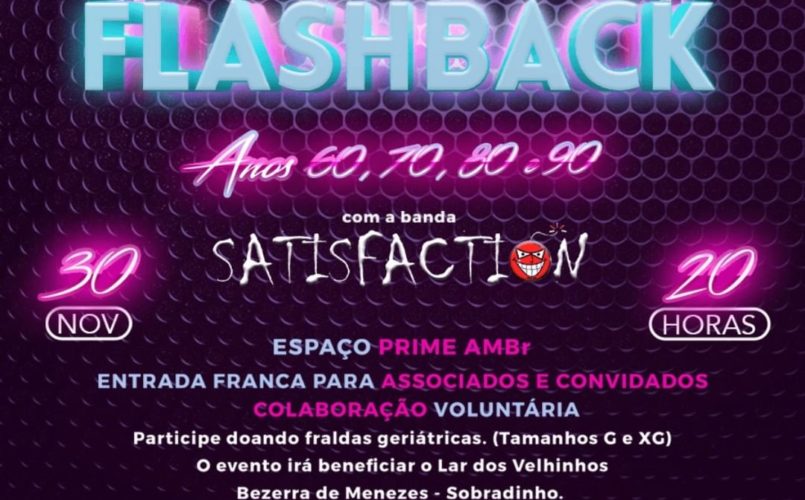 FLASHBACK
Anos 60, 70, 80 e 90
com a banda
SATISFACTION
30
NOV
20
HORAS
ESPAÇO PRIME AMBr
ENTRADA FRANCA PARA ASSOCIADOS E CONVIDADOS
COLABORAÇÃO VOLUNTÁRIA
Participe doando fraldas geriátricas. (Tamanhos G e XG)
O evento irá beneficiar o Lar dos Velhinhos
Bezerra de Menezes - Sobradinho.